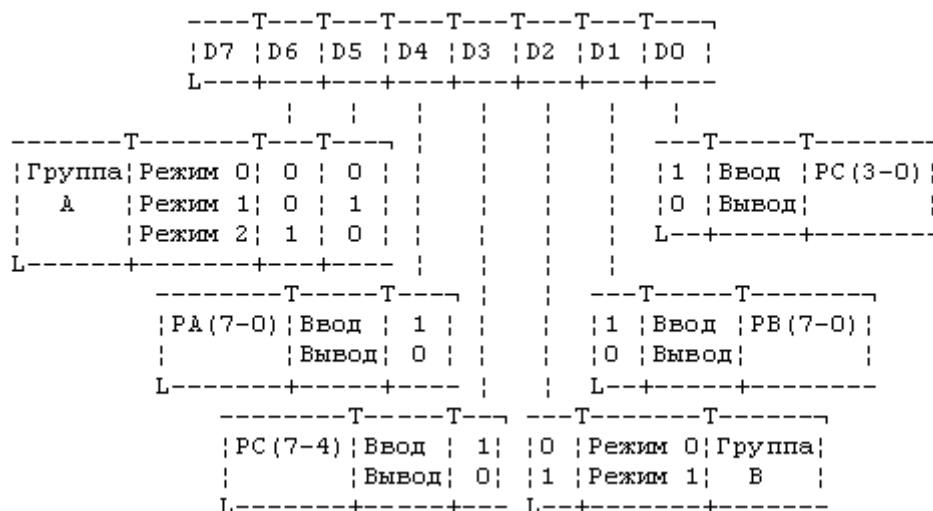 ----T---T---T---T---T---T---T----┐
¦D7 ¦D6 ¦D5 ¦D4 ¦D3 ¦D2 ¦D1 ¦D0 ¦
L---+---+---+---+---+---+---+----
¦ ¦ ¦ ¦ ¦ ¦ ¦
-------T-------T---T---┐ ¦ ¦ ¦ ¦ ---T-----T--------
¦Группа¦Режим 0¦ 0 ¦ 0 ¦ ¦ ¦ ¦ ¦1 ¦Ввод ¦PC(3-0)¦
¦ А ¦Режим 1¦ 0 ¦ 1 ¦ ¦ ¦ ¦ ¦0 ¦Вывод¦ ¦
¦ ¦Режим 2¦ 1 ¦ 0 ¦ ¦ ¦ ¦ L--+-----+--------
L------+-------+---+---- ¦ ¦ ¦ ¦
--------T-----T----┐ ¦ ¦ ---T-----T--------┐
¦PA(7-0)¦Ввод ¦ 1 ¦ ¦ ¦ ¦1 ¦Ввод ¦PB(7-0)¦
¦ ¦Вывод¦ 0 ¦ ¦ ¦ ¦0 ¦Вывод¦ ¦
L-------+-----+---- ¦ ¦ L--+-----+--------
--------T-----T---┐ ---T-------T-------┐
¦PC(7-4)¦Ввод ¦ 1¦ ¦0 ¦Режим 0¦Группа¦
¦ ¦Вывод¦ 0¦ ¦1 ¦Режим 1¦ В ¦
L-------+-----+--- L--+-------+-------